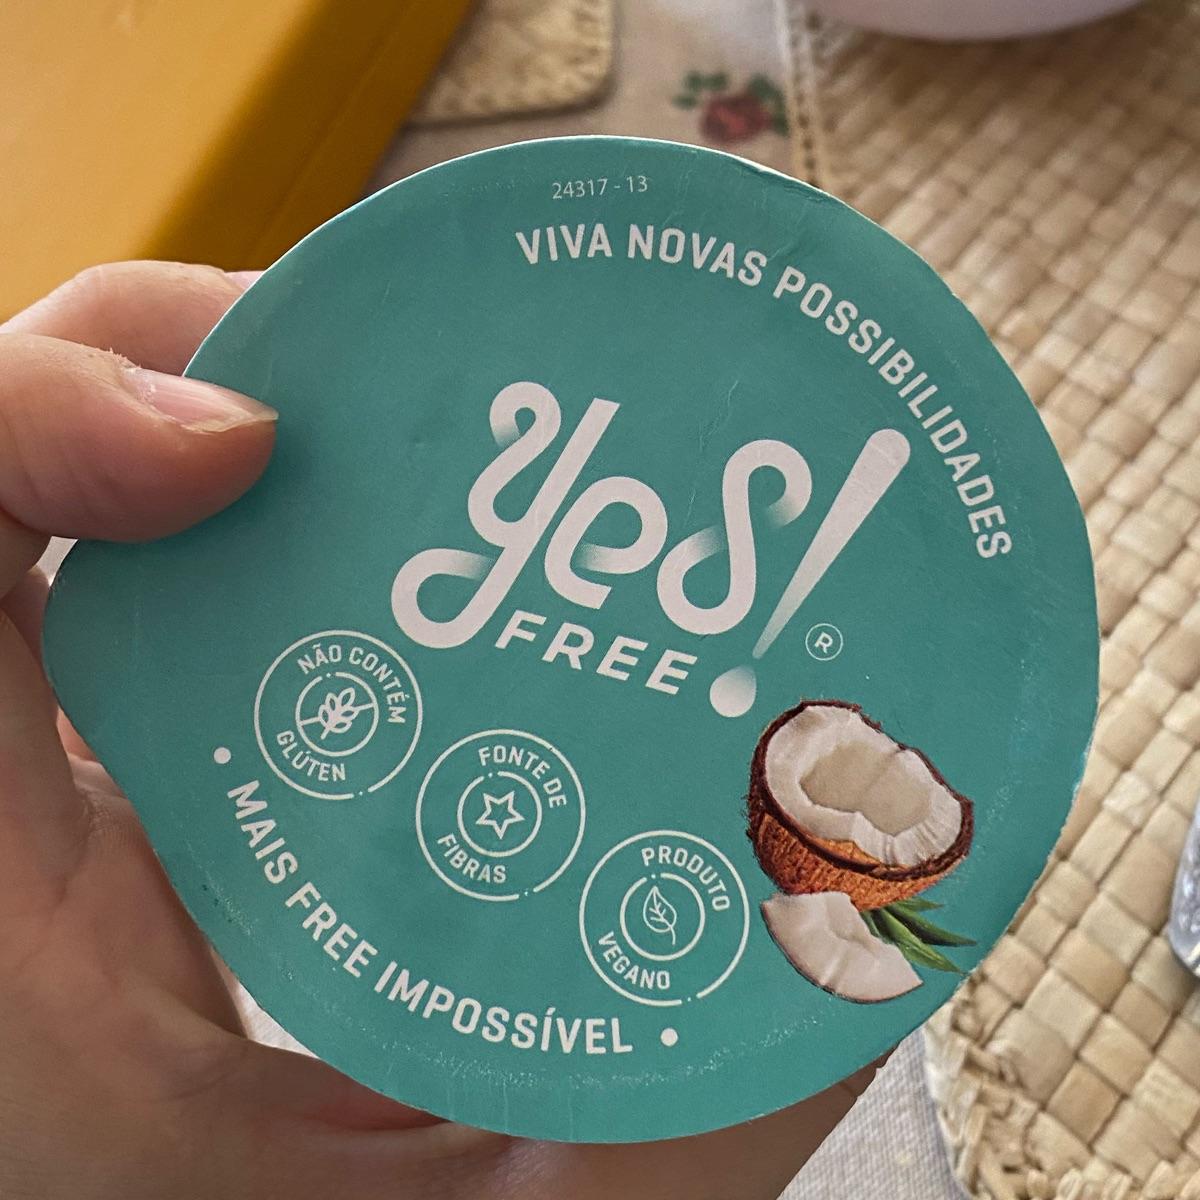 24317 - 13
VIVA NOVAS POSSIBILIDADES
yes!
FREE
®
NÃO CONTÉM
GLÚTEN
FONTE DE
FIBRAS
PRODUTO
VEGANO
• MAIS FREE IMPOSSÍVEL •